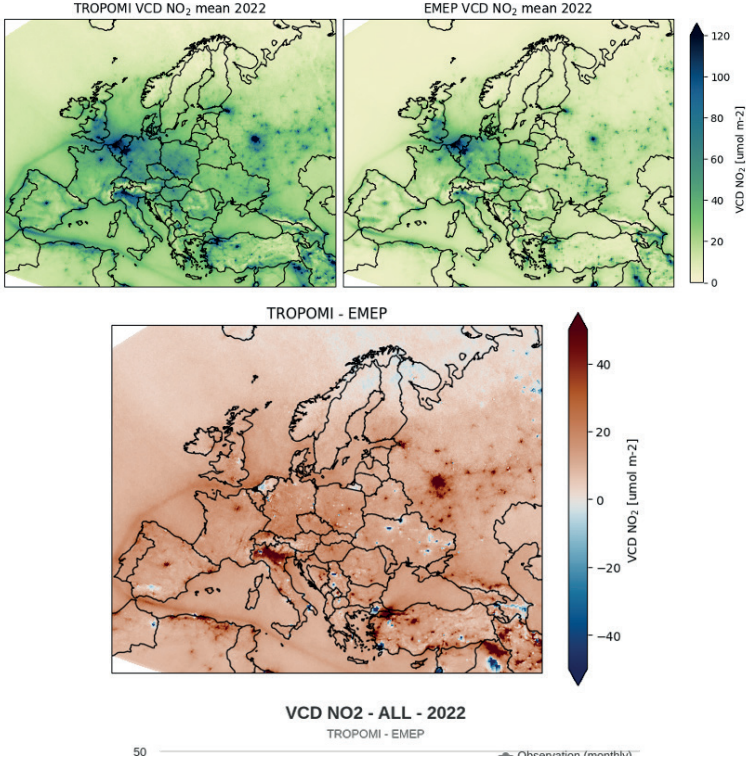 TROPOMI VCD NO₂ mean 2022
EMEP VCD NO₂ mean 2022
120
100
80
60
40
20
0
VCD NO₂ [umol m-2]
TROPOMI - EMEP
40
20
0
−20
−40
VCD NO₂ [umol m-2]
VCD NO2 - ALL - 2022
TROPOMI - EMEP
50
Observation (monthly)